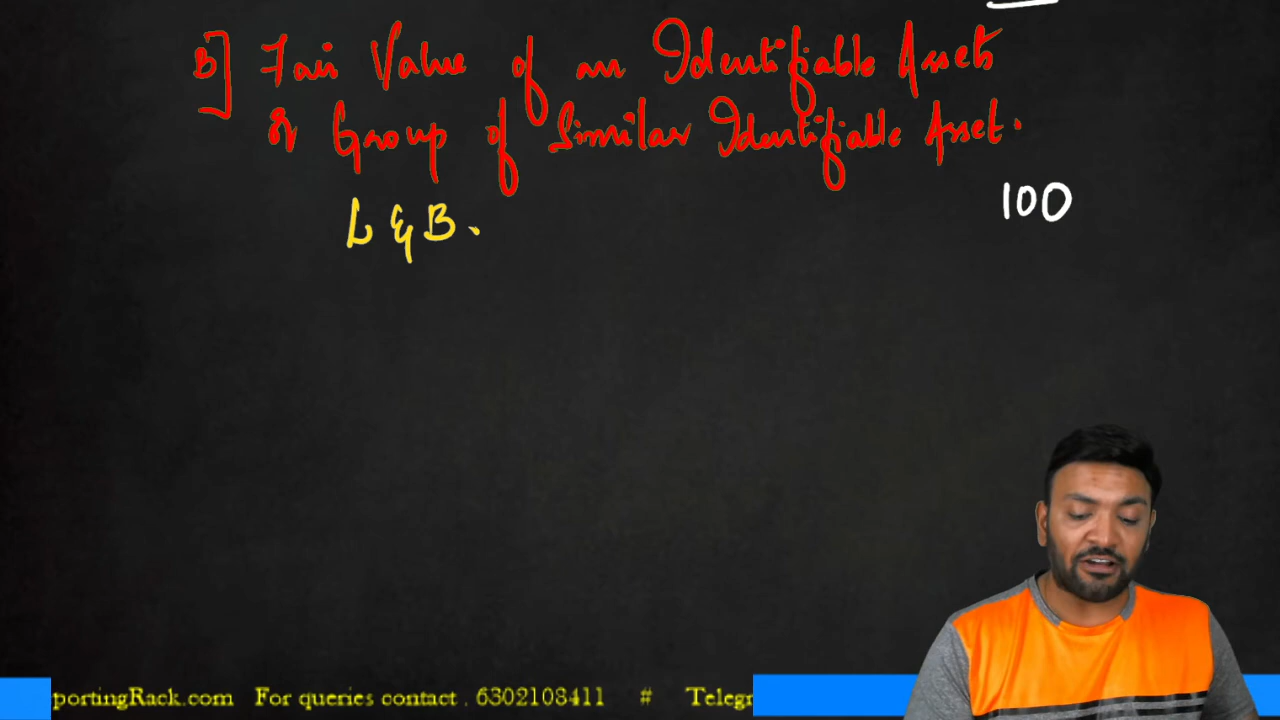 B] Fair Value of an Identifiable Assets
or Group of Similar Identifiable Asset.
100
L & B.
portingRack.com For queries contact . 6302108411 # Telegr